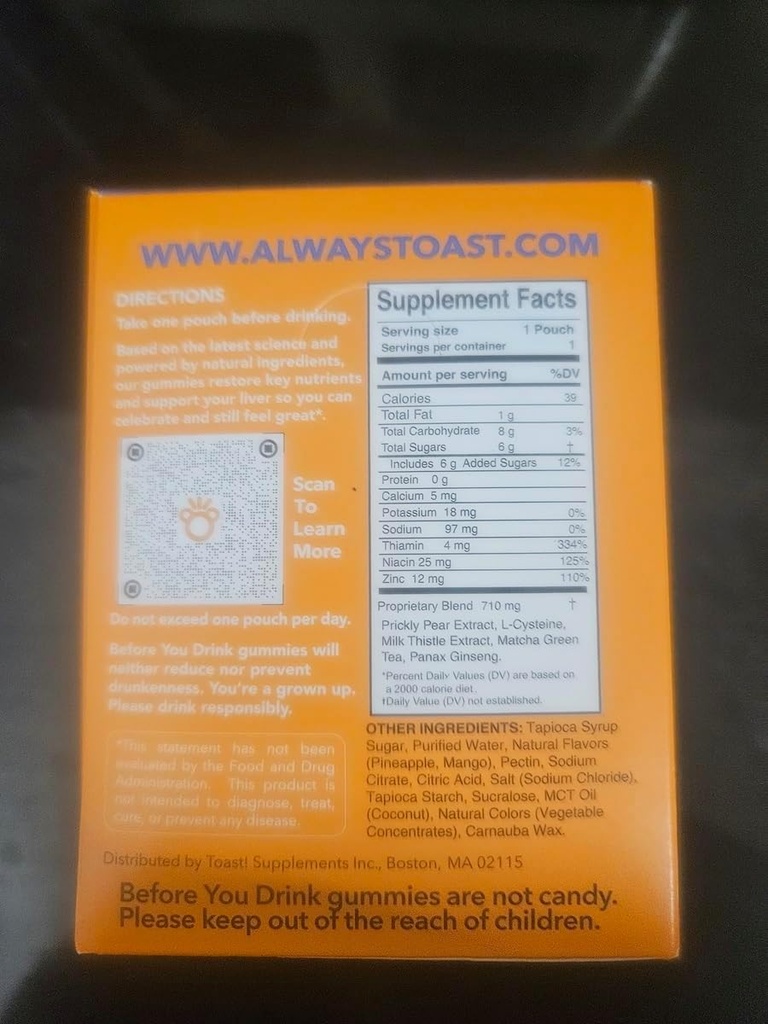 WWW.ALWAYSTOAST.COM
DIRECTIONS
Take one pouch before drinking.
Based on the latest science and
powered by natural ingredients,
our gummies restore key nutrients
and support your liver so you can
celebrate and still feel great*.
Scan
To
Learn
More
Do not exceed one pouch per day.
Before You Drink gummies will
neither reduce nor prevent
drunkenness. You're a grown up.
Please drink responsibly.
*This statement has not been
evaluated by the Food and Drug
Administration. This product is
not intended to diagnose, treat,
cure, or prevent any disease.
Supplement Facts
Serving size 1 Pouch
Servings per container 1
Amount per serving %DV
Calories 39
Total Fat 1 g
Total Carbohydrate 8 g 3%
Total Sugars 6 g †
Includes 6 g Added Sugars 12%
Protein 0 g
Calcium 5 mg
Potassium 18 mg 0%
Sodium 97 mg 0%
Thiamin 4 mg 334%
Niacin 25 mg 125%
Zinc 12 mg 110%
Proprietary Blend 710 mg †
Prickly Pear Extract, L-Cysteine,
Milk Thistle Extract, Matcha Green
Tea, Panax Ginseng.
*Percent Daily Values (DV) are based on
a 2000 calorie diet.
†Daily Value (DV) not established.
OTHER INGREDIENTS: Tapioca Syrup
Sugar, Purified Water, Natural Flavors
(Pineapple, Mango), Pectin, Sodium
Citrate, Citric Acid, Salt (Sodium Chloride),
Tapioca Starch, Sucralose, MCT Oil
(Coconut), Natural Colors (Vegetable
Concentrates), Carnauba Wax.
Distributed by Toast! Supplements Inc., Boston, MA 02115
Before You Drink gummies are not candy.
Please keep out of the reach of children.